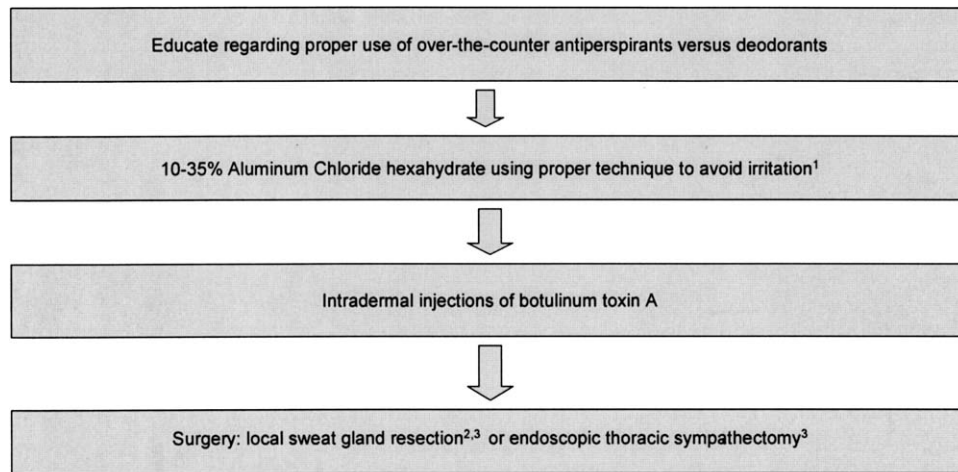 Educate regarding proper use of over-the-counter antiperspirants versus deodorants
10-35% Aluminum Chloride hexahydrate using proper technique to avoid irritation¹
Intradermal injections of botulinum toxin A
Surgery: local sweat gland resection²,³ or endoscopic thoracic sympathectomy³